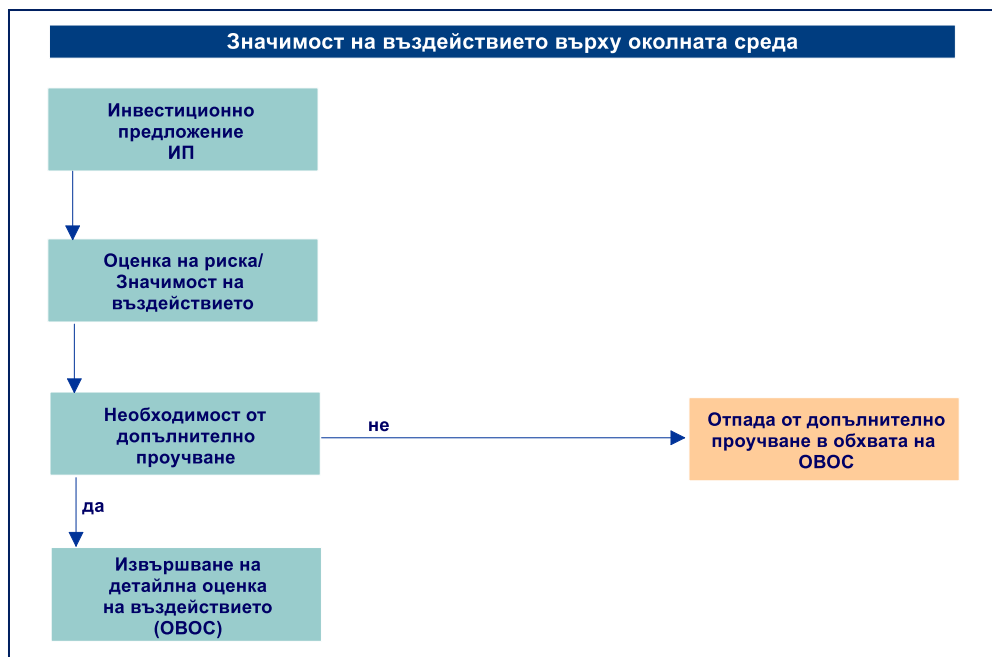 Значимост на въздействието върху околната среда
Инвестиционно
предложение
ИП
Оценка на риска/
Значимост на
въздействието
Необходимост от
допълнително
проучване
не
Отпада от допълнително
проучване в обхвата на
ОВОС
да
Извършване на
детайлна оценка
на въздействието
(ОВОС)